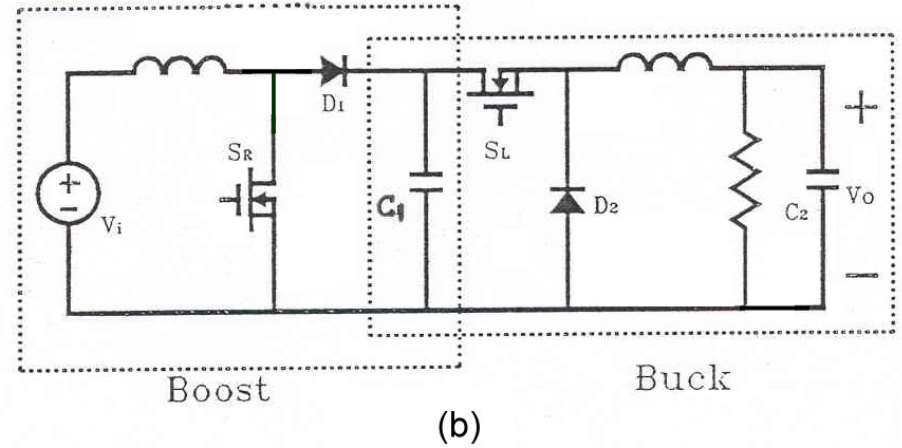 D1
SR
SL
Vi
C1
D2
C2
Vo
+
−
+
−
Boost
Buck
(b)